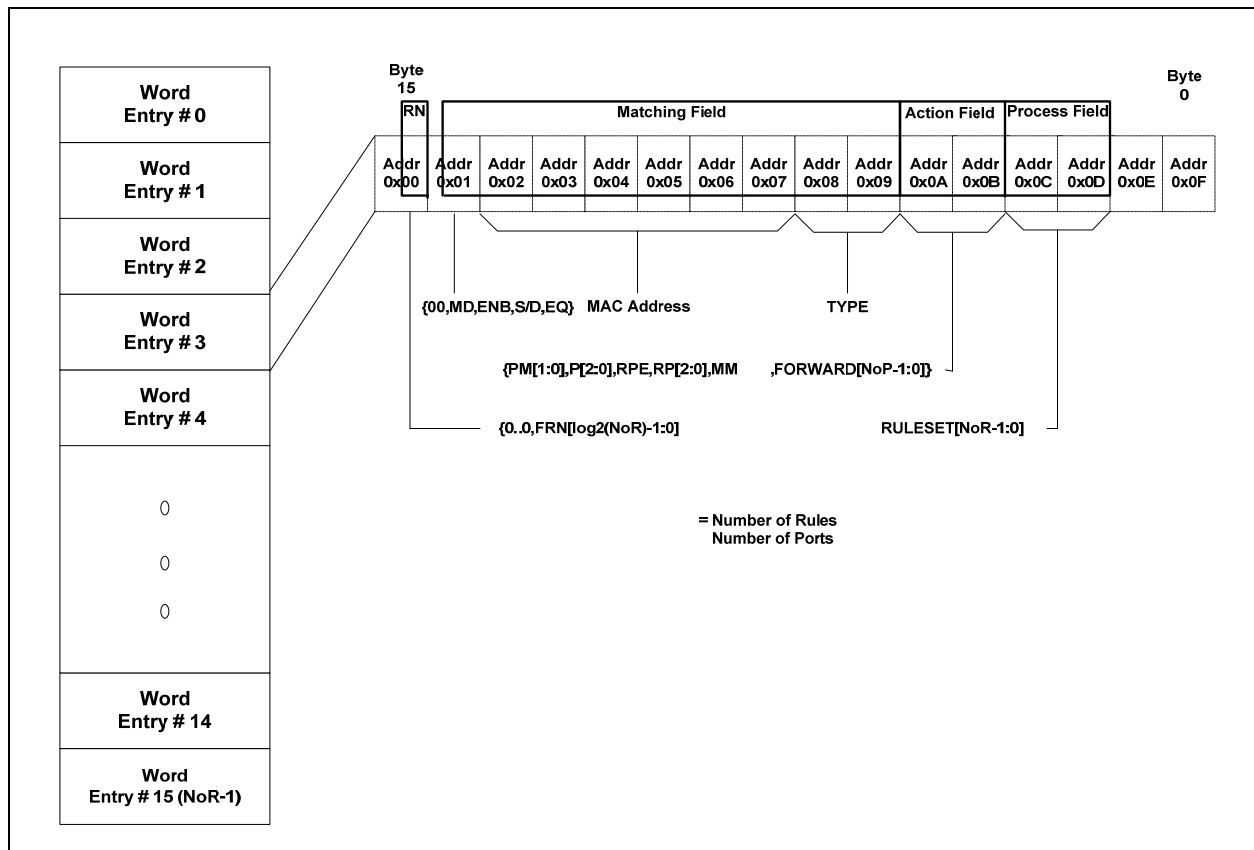 Word
Entry # 0
Word
Entry # 1
Word
Entry # 2
Word
Entry # 3
Word
Entry # 4
0
0
0
Word
Entry # 14
Word
Entry # 15 (NoR-1)
Byte
15
Byte
0
RN
Matching Field
Action Field
Process Field
Addr
0x00
Addr
0x01
Addr
0x02
Addr
0x03
Addr
0x04
Addr
0x05
Addr
0x06
Addr
0x07
Addr
0x08
Addr
0x09
Addr
0x0A
Addr
0x0B
Addr
0x0C
Addr
0x0D
Addr
0x0E
Addr
0x0F
{00,MD,ENB,S/D,EQ}
MAC Address
TYPE
{PM[1:0],P[2:0],RPE,RP[2:0],MM ,FORWARD[NoP-1:0]}
{0..0,FRN[log2(NoR)-1:0]
RULESET[NoR-1:0]
= Number of Rules
Number of Ports